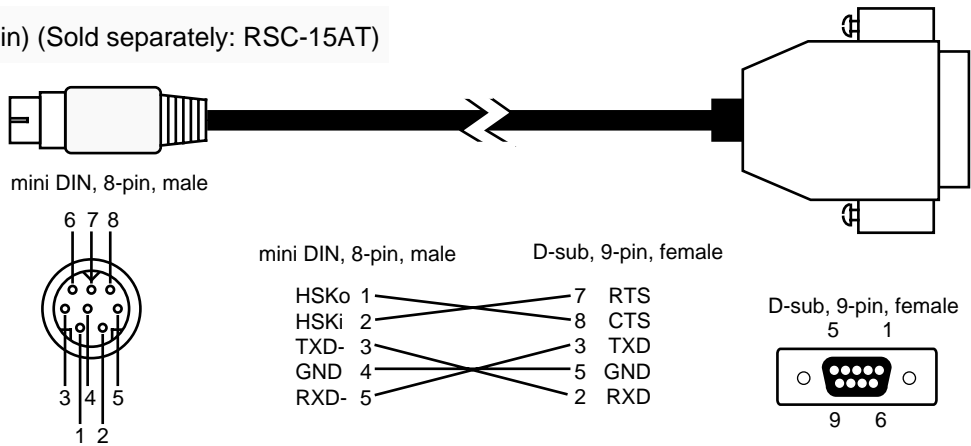 in) (Sold separately: RSC-15AT)
mini DIN, 8-pin, male
6 7 8
3 4 5
1 2
mini DIN, 8-pin, male D-sub, 9-pin, female
HSKo 1 7 RTS
HSKi 2 8 CTS
TXD- 3 3 TXD
GND 4 5 GND
RXD- 5 2 RXD
D-sub, 9-pin, female
5 1
9 6